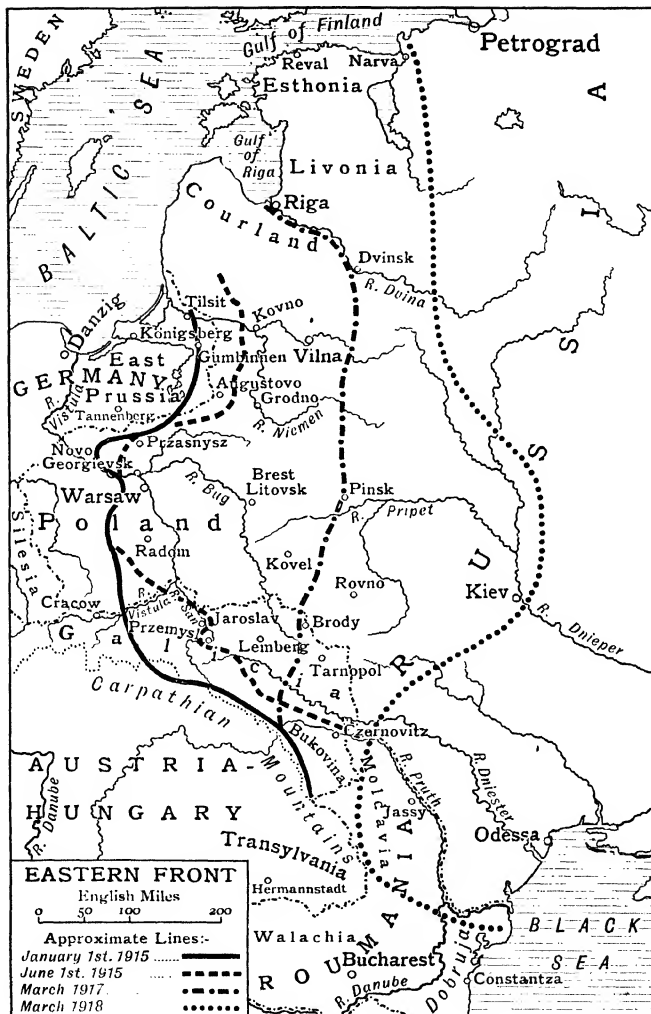 SWEDEN
BALTIC SEA
Gulf of Finland
Petrograd
Reval
Narva
Esthonia
Gulf of Riga
Livonia
Riga
Courland
Dvinsk
R. Dvina
RUSSIA
Danzig
Tilsit
Kovno
Königsberg
Gumbinnen
Vilna
GERMANY
East Prussia
Augustovo
Grodno
R. Vistula
Tannenberg
R. Niemen
Przasnysz
Novo Georgievsk
Warsaw
R. Bug
Brest Litovsk
Pinsk
R. Pripet
Poland
Silesia
Radom
Kovel
Rovno
Kiev
R. Dnieper
Cracow
R. Vistula
R. San
Jaroslav
Przemysl
Lemberg
Brody
Galicia
Tarnopol
Carpathian Mountains
Bukovina
Czernovitz
AUSTRIA-HUNGARY
R. Danube
Moldavia
R. Pruth
R. Dniester
Jassy
Odessa
Transylvania
Hermannstadt
ROUMANIA
Walachia
Bucharest
R. Danube
Dobruja
Constantza
BLACK SEA
EASTERN FRONT
English Miles
0 50 100 200
Approximate Lines:-
January 1st. 1915
June 1st. 1915
March 1917
March 1918